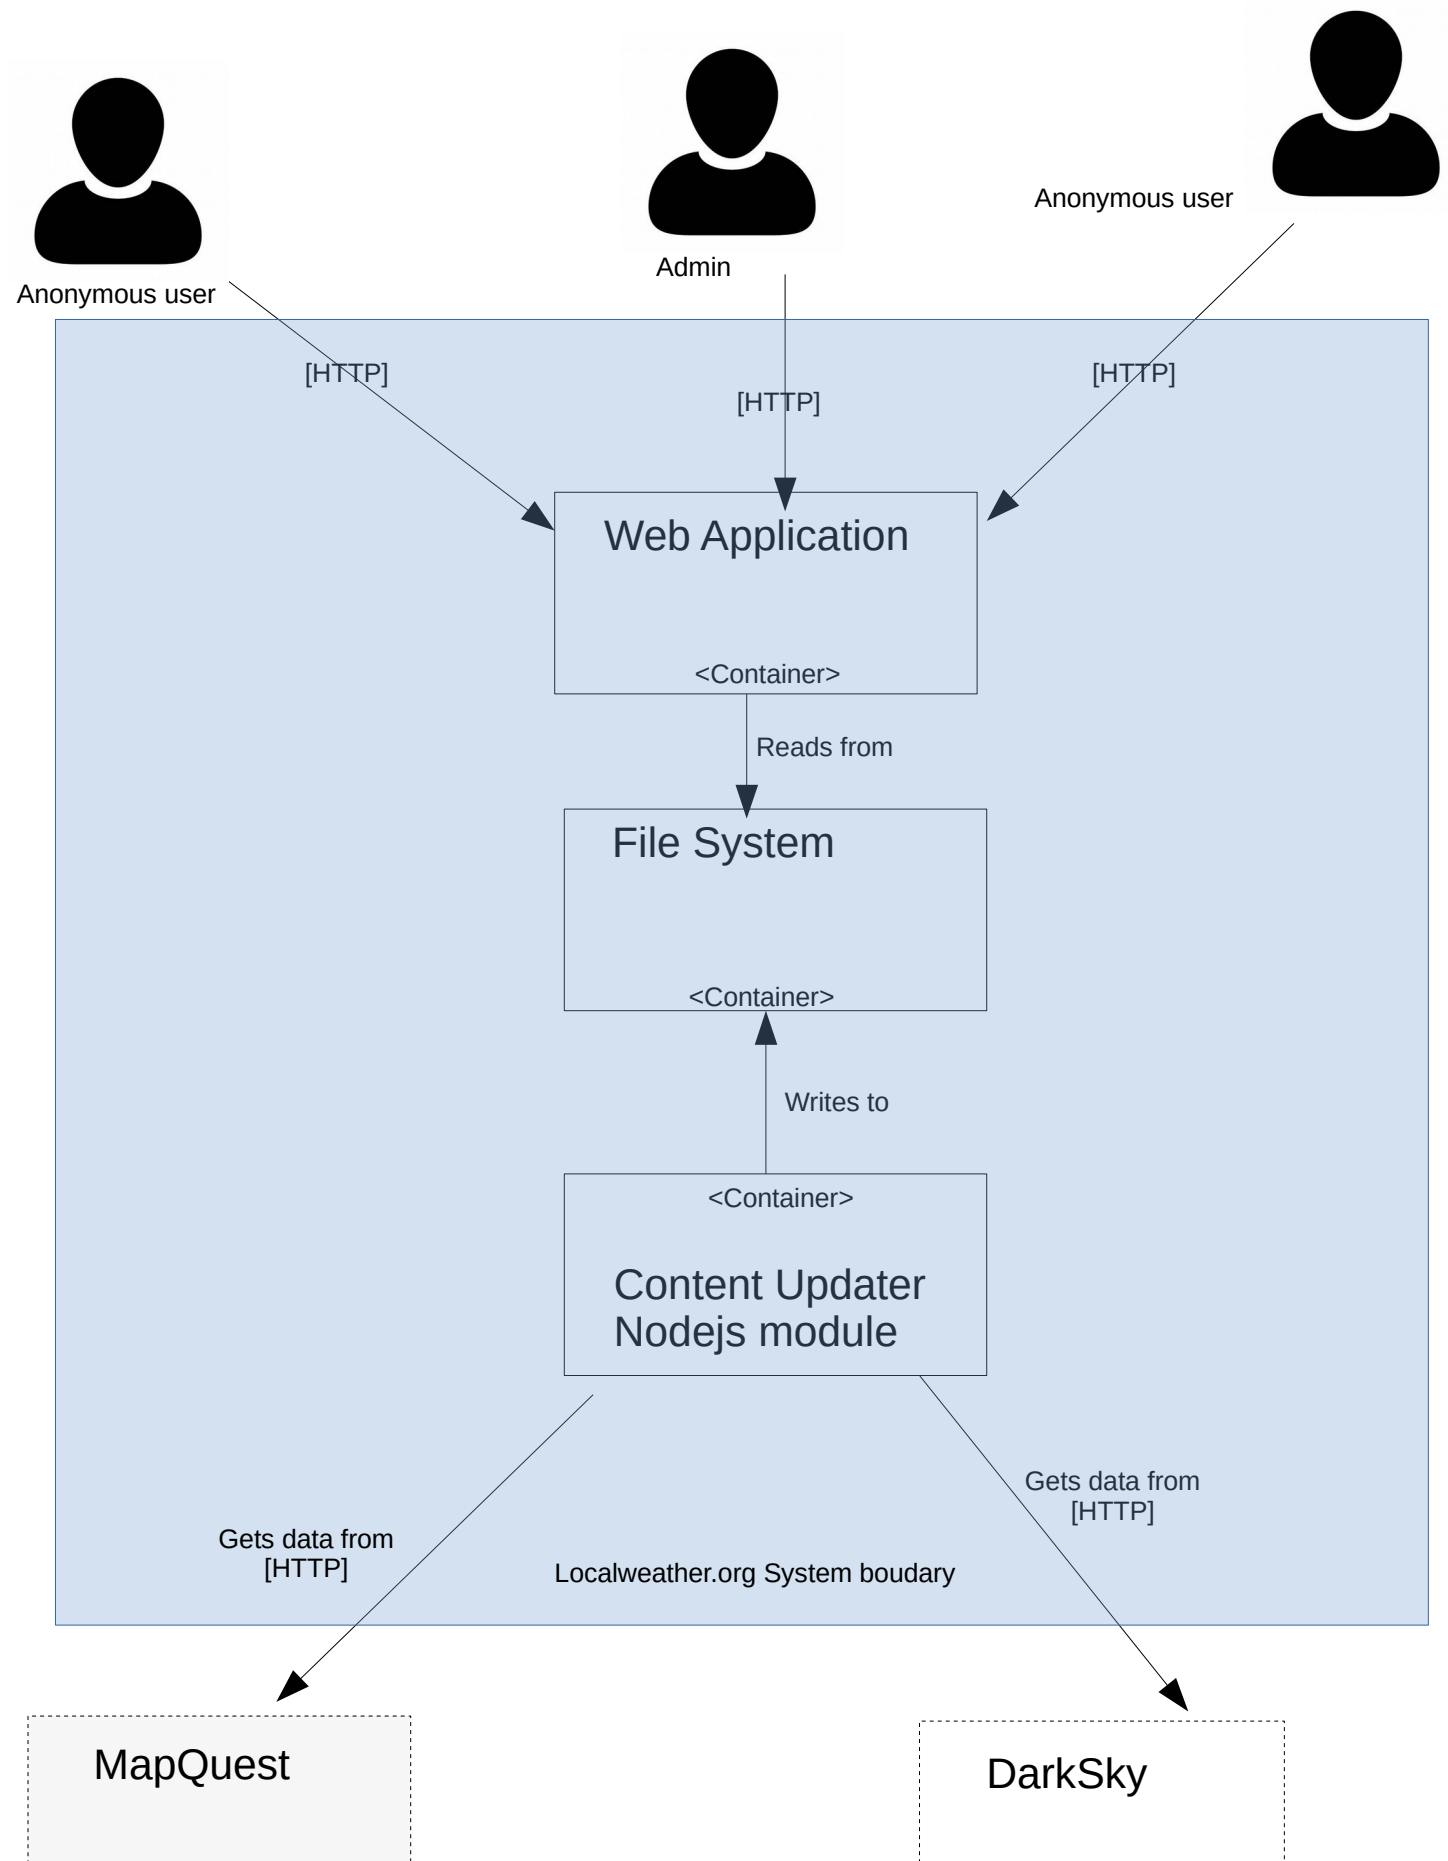 Anonymous user
Admin
Anonymous user
[HTTP]
[HTTP]
[HTTP]
Web Application
<Container>
Reads from
File System
<Container>
Writes to
<Container>
Content Updater
Nodejs module
Gets data from
[HTTP]
Gets data from
[HTTP]
Localweather.org System boudary
MapQuest
DarkSky